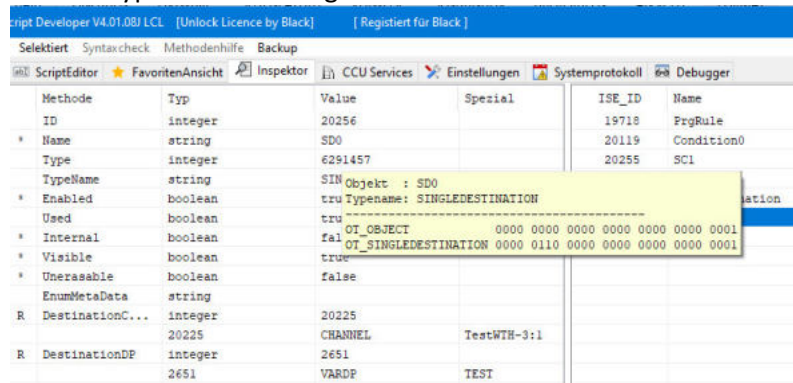 cript Developer V4.01.08J LCL [Unlock Licence by Black] [ Registiert für Black ]
Selektiert Syntaxcheck Methodenhilfe Backup
ScriptEditor FavoritenAnsicht Inspektor CCU Services Einstellungen Systemprotokoll Debugger
Methode Typ Value Spezial ISE_ID Name
ID integer 20256 19718 PrgRule
* Name string SD0 20119 Condition0
Type integer 6291457 20255 SC1
TypeName string SIN
Objekt : SD0
* Enabled boolean tru
Typename: SINGLEDESTINATION
ation
--------------------------------------------
Used boolean tru
OT_OBJECT 0000 0000 0000 0000 0000 0000 0001
* Internal boolean fal
OT_SINGLEDESTINATION 0000 0110 0000 0000 0000 0000 0001
* Visible boolean true
* Unerasable boolean false
EnumMetaData string
R DestinationC... integer 20225
20225 CHANNEL TestWTH-3:1
R DestinationDP integer 2651
2651 VARDP TEST